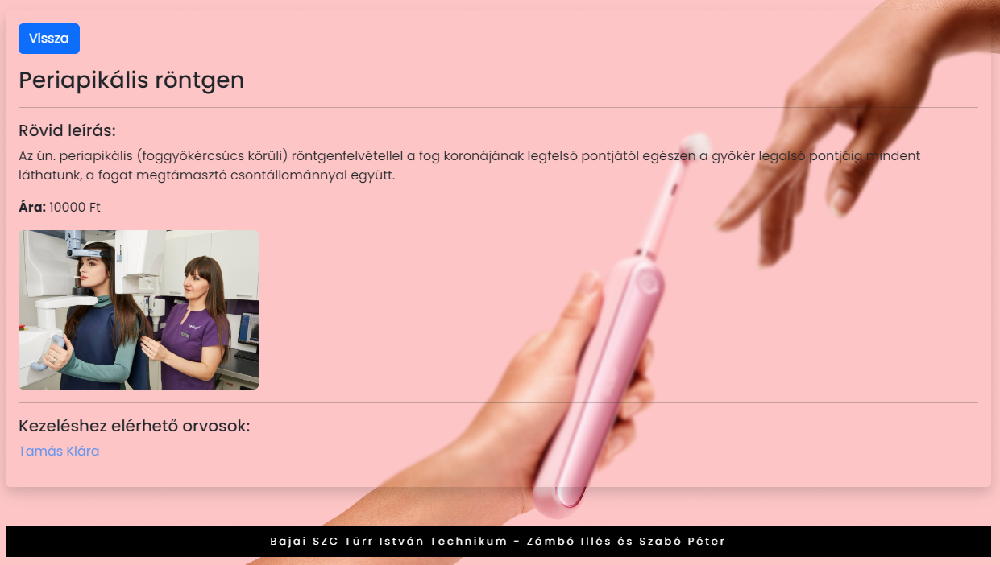 Vissza
Periapikális röntgen
Rövid leírás:
Az ún. periapikális (foggyökércsúcs körüli) röntgenfelvétellel a fog koronájának legfelső pontjától egészen a gyökér legalsó pontjáig mindent
láthatunk, a fogat megtámasztó csontállománnyal együtt.
Ára: 10000 Ft
Kezeléshez elérhető orvosok:
Tamás Klára
Bajai SZC Türr István Technikum - Zámbó Illés és Szabó Péter